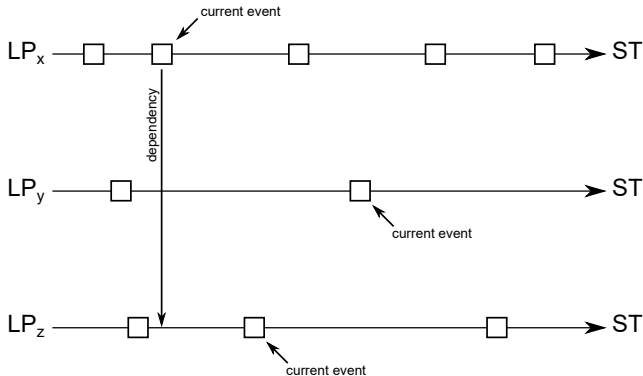 current event
LPx ST
dependency
LPy ST
current event
LPz ST
current event